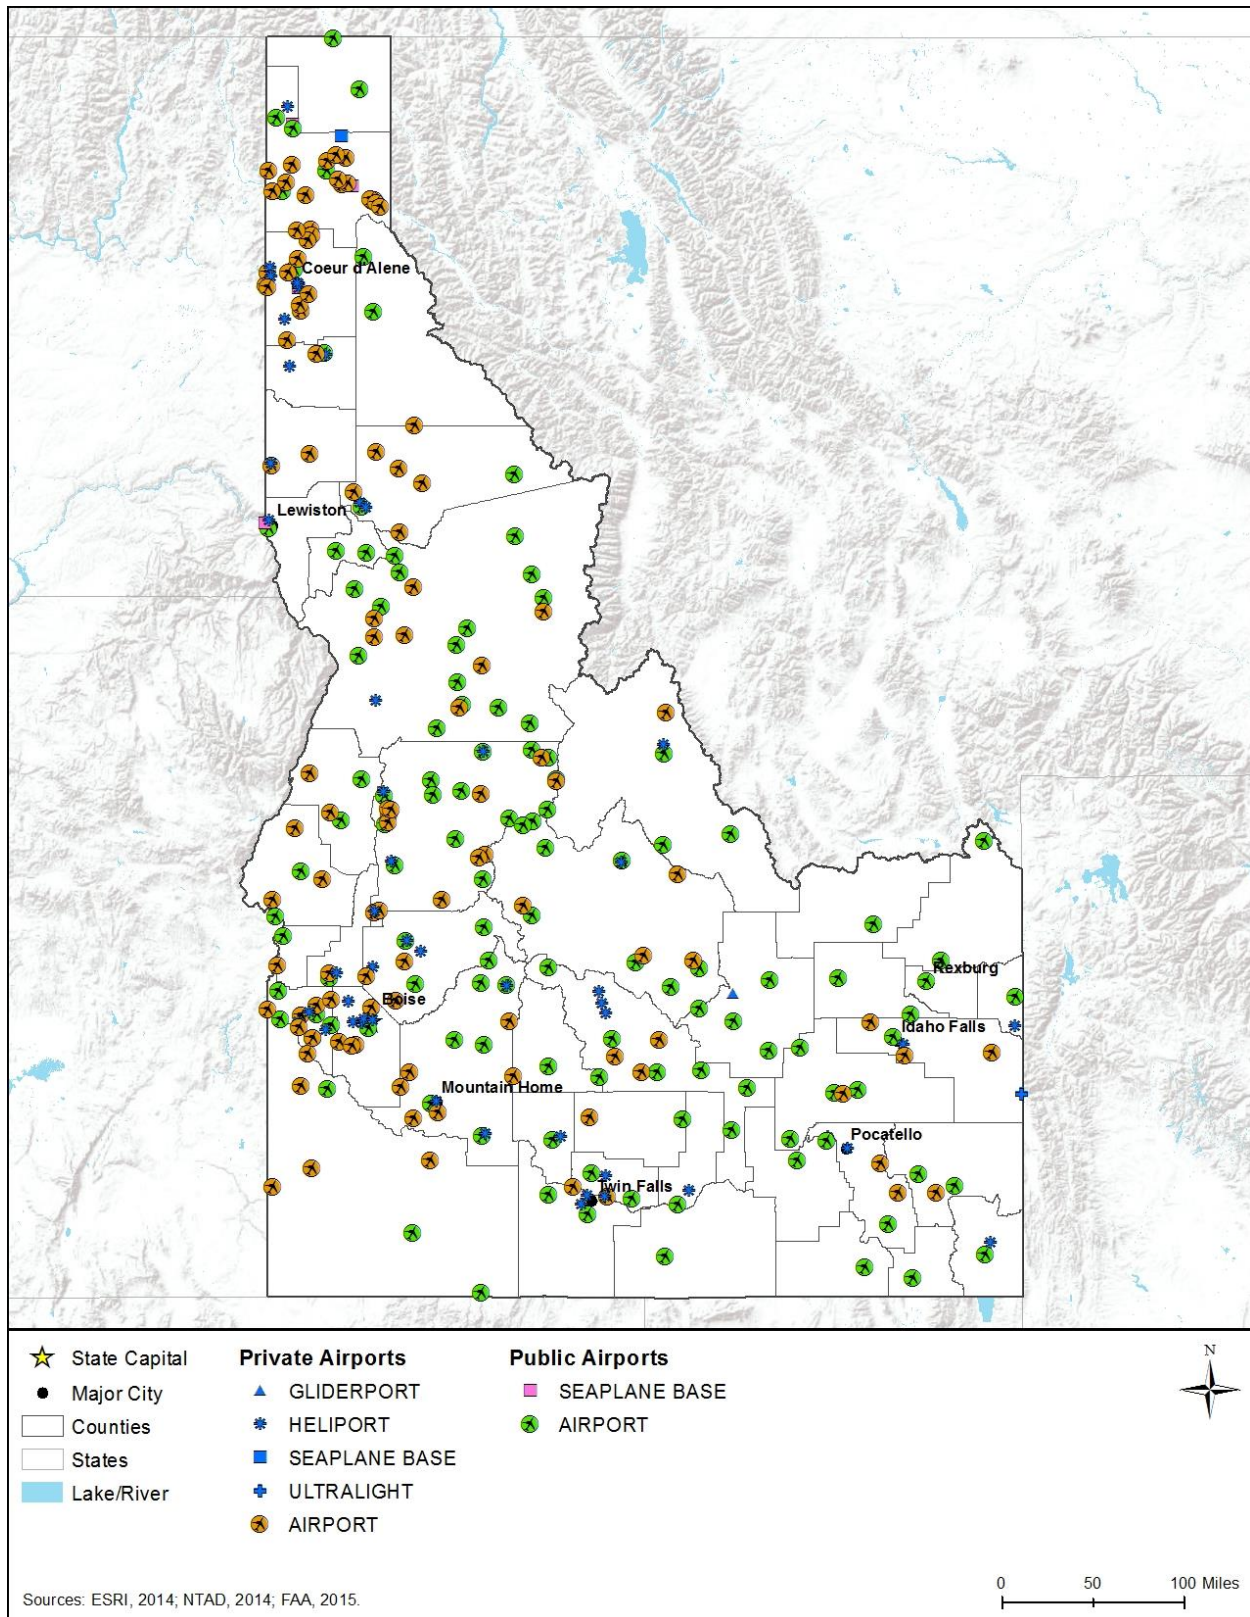 Coeur d'Alene
Lewiston
Rexburg
Boise
Idaho Falls
Mountain Home
Pocatello
Twin Falls
State Capital
Major City
Counties
States
Lake/River
Private Airports
GLIDERPORT
HELIPORT
SEAPLANE BASE
ULTRALIGHT
AIRPORT
Public Airports
SEAPLANE BASE
AIRPORT
N
0 50 100 Miles
Sources: ESRI, 2014; NTAD, 2014; FAA, 2015.